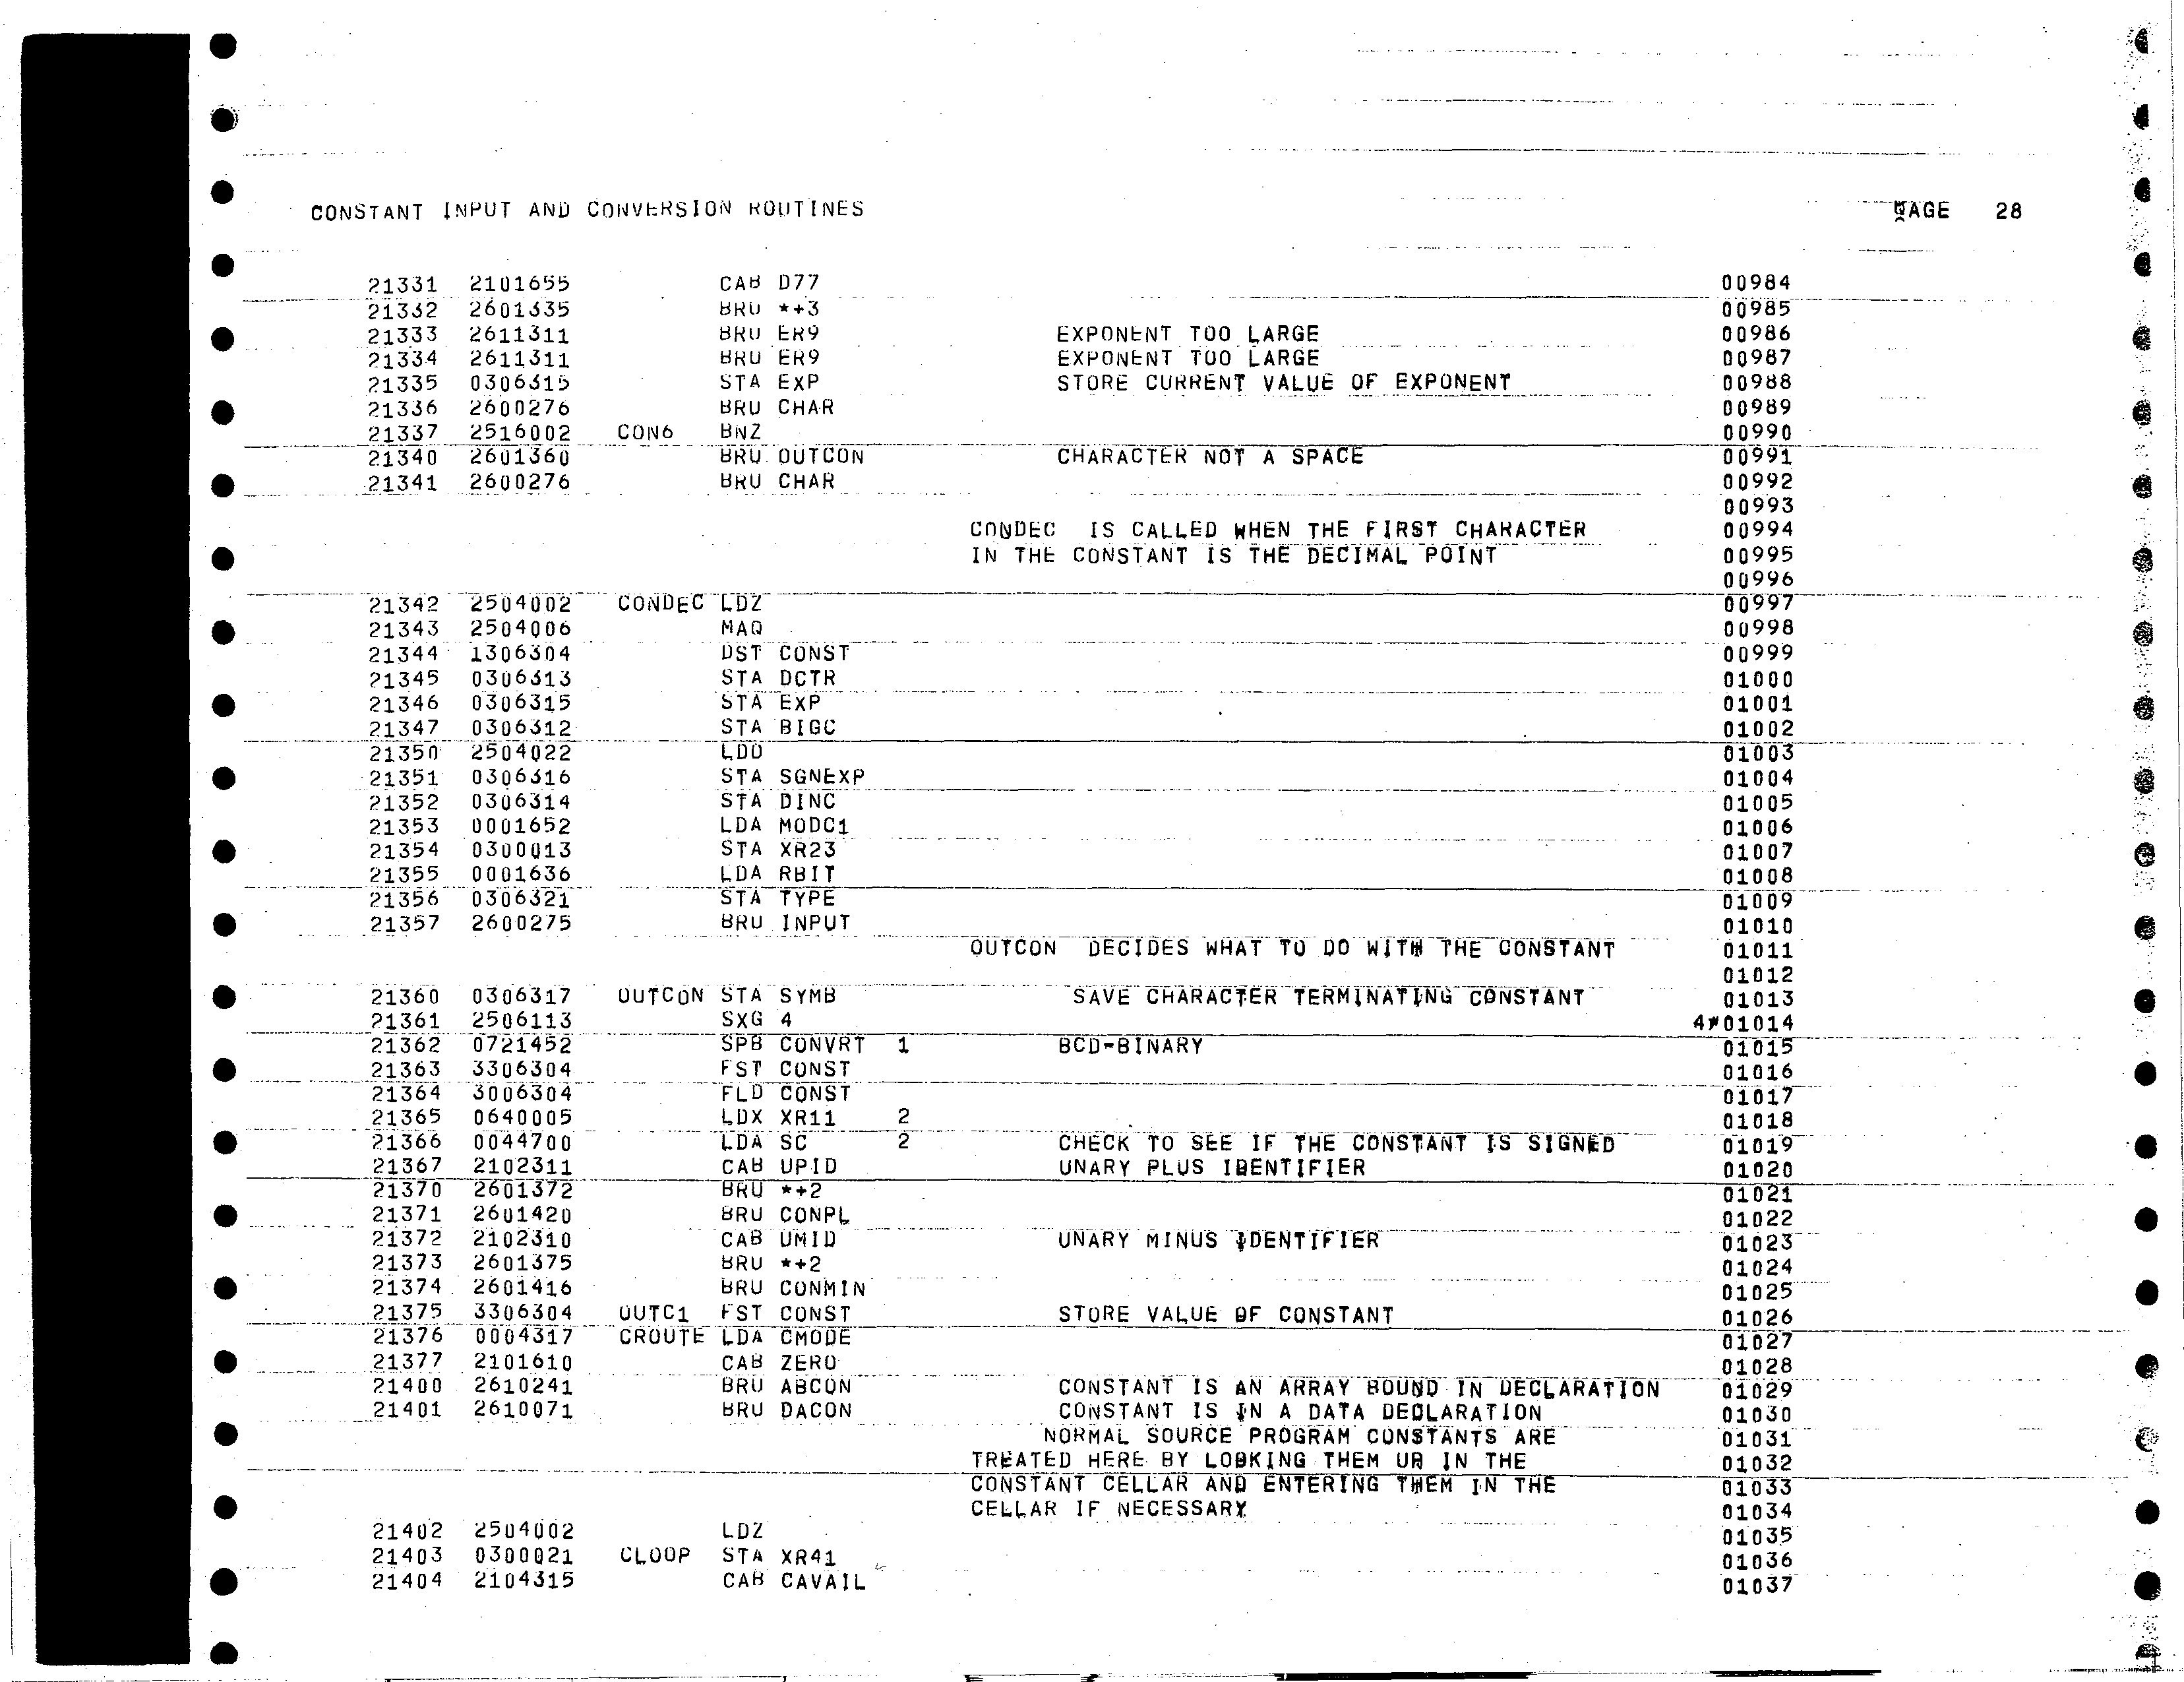 CONSTANT INPUT AND CONVERSION ROUTINES PAGE 28
21331 2101655 CAB D77 00984
21332 2601335 BRU *+3 00985
21333 2611311 BRU ER9 EXPONENT TOO LARGE 00986
21334 2611311 BRU ER9 EXPONENT TOO LARGE 00987
21335 0306315 STA EXP STORE CURRENT VALUE OF EXPONENT 00988
21336 2600276 BRU CHAR 00989
21337 2516002 CON6 BNZ 00990
21340 2601360 BRU OUTCON CHARACTER NOT A SPACE 00991
21341 2600276 BRU CHAR 00992
00993
CONDEC IS CALLED WHEN THE FIRST CHARACTER 00994
IN THE CONSTANT IS THE DECIMAL POINT 00995
00996
21342 2504002 CONDEC LDZ 00997
21343 2504006 MAQ 00998
21344 1306304 DST CONST 00999
21345 0306313 STA DCTR 01000
21346 0306315 STA EXP 01001
21347 0306312 STA BIGC 01002
21350 2504022 LDO 01003
21351 0306316 STA SGNEXP 01004
21352 0306314 STA DINC 01005
21353 0001652 LDA MODC1 01006
21354 0300013 STA XR23 01007
21355 0001636 LDA RBIT 01008
21356 0306321 STA TYPE 01009
21357 2600275 BRU INPUT 01010
OUTCON DECIDES WHAT TO DO WITH THE CONSTANT 01011
01012
21360 0306317 OUTCON STA SYMB SAVE CHARACTER TERMINATING CONSTANT 01013
21361 2506113 SXG 4 4#01014
21362 0721452 SPB CONVRT 1 BCD-BINARY 01015
21363 3306304 FST CONST 01016
21364 3006304 FLD CONST 01017
21365 0640005 LDX XR11 2 01018
21366 0044700 LDA SC 2 CHECK TO SEE IF THE CONSTANT IS SIGNED 01019
21367 2102311 CAB UPID UNARY PLUS IDENTIFIER 01020
21370 2601372 BRU *+2 01021
21371 2601420 BRU CONPL 01022
21372 2102310 CAB UMID UNARY MINUS IDENTIFIER 01023
21373 2601375 BRU *+2 01024
21374 2601416 BRU CONMIN 01025
21375 3306304 OUTC1 FST CONST STORE VALUE OF CONSTANT 01026
21376 0004317 CROUTE LDA CMODE 01027
21377 2101610 CAB ZERO 01028
21400 2610241 BRU ABCON CONSTANT IS AN ARRAY BOUND IN DECLARATION 01029
21401 2610071 BRU DACON CONSTANT IS IN A DATA DECLARATION 01030
NORMAL SOURCE PROGRAM CONSTANTS ARE 01031
TREATED HERE BY LOOKING THEM UP IN THE 01032
CONSTANT CELLAR AND ENTERING THEM IN THE 01033
CELLAR IF NECESSARY 01034
21402 2504002 LDZ 01035
21403 0300021 CLOOP STA XR41 01036
21404 2104315 CAB CAVAIL 01037